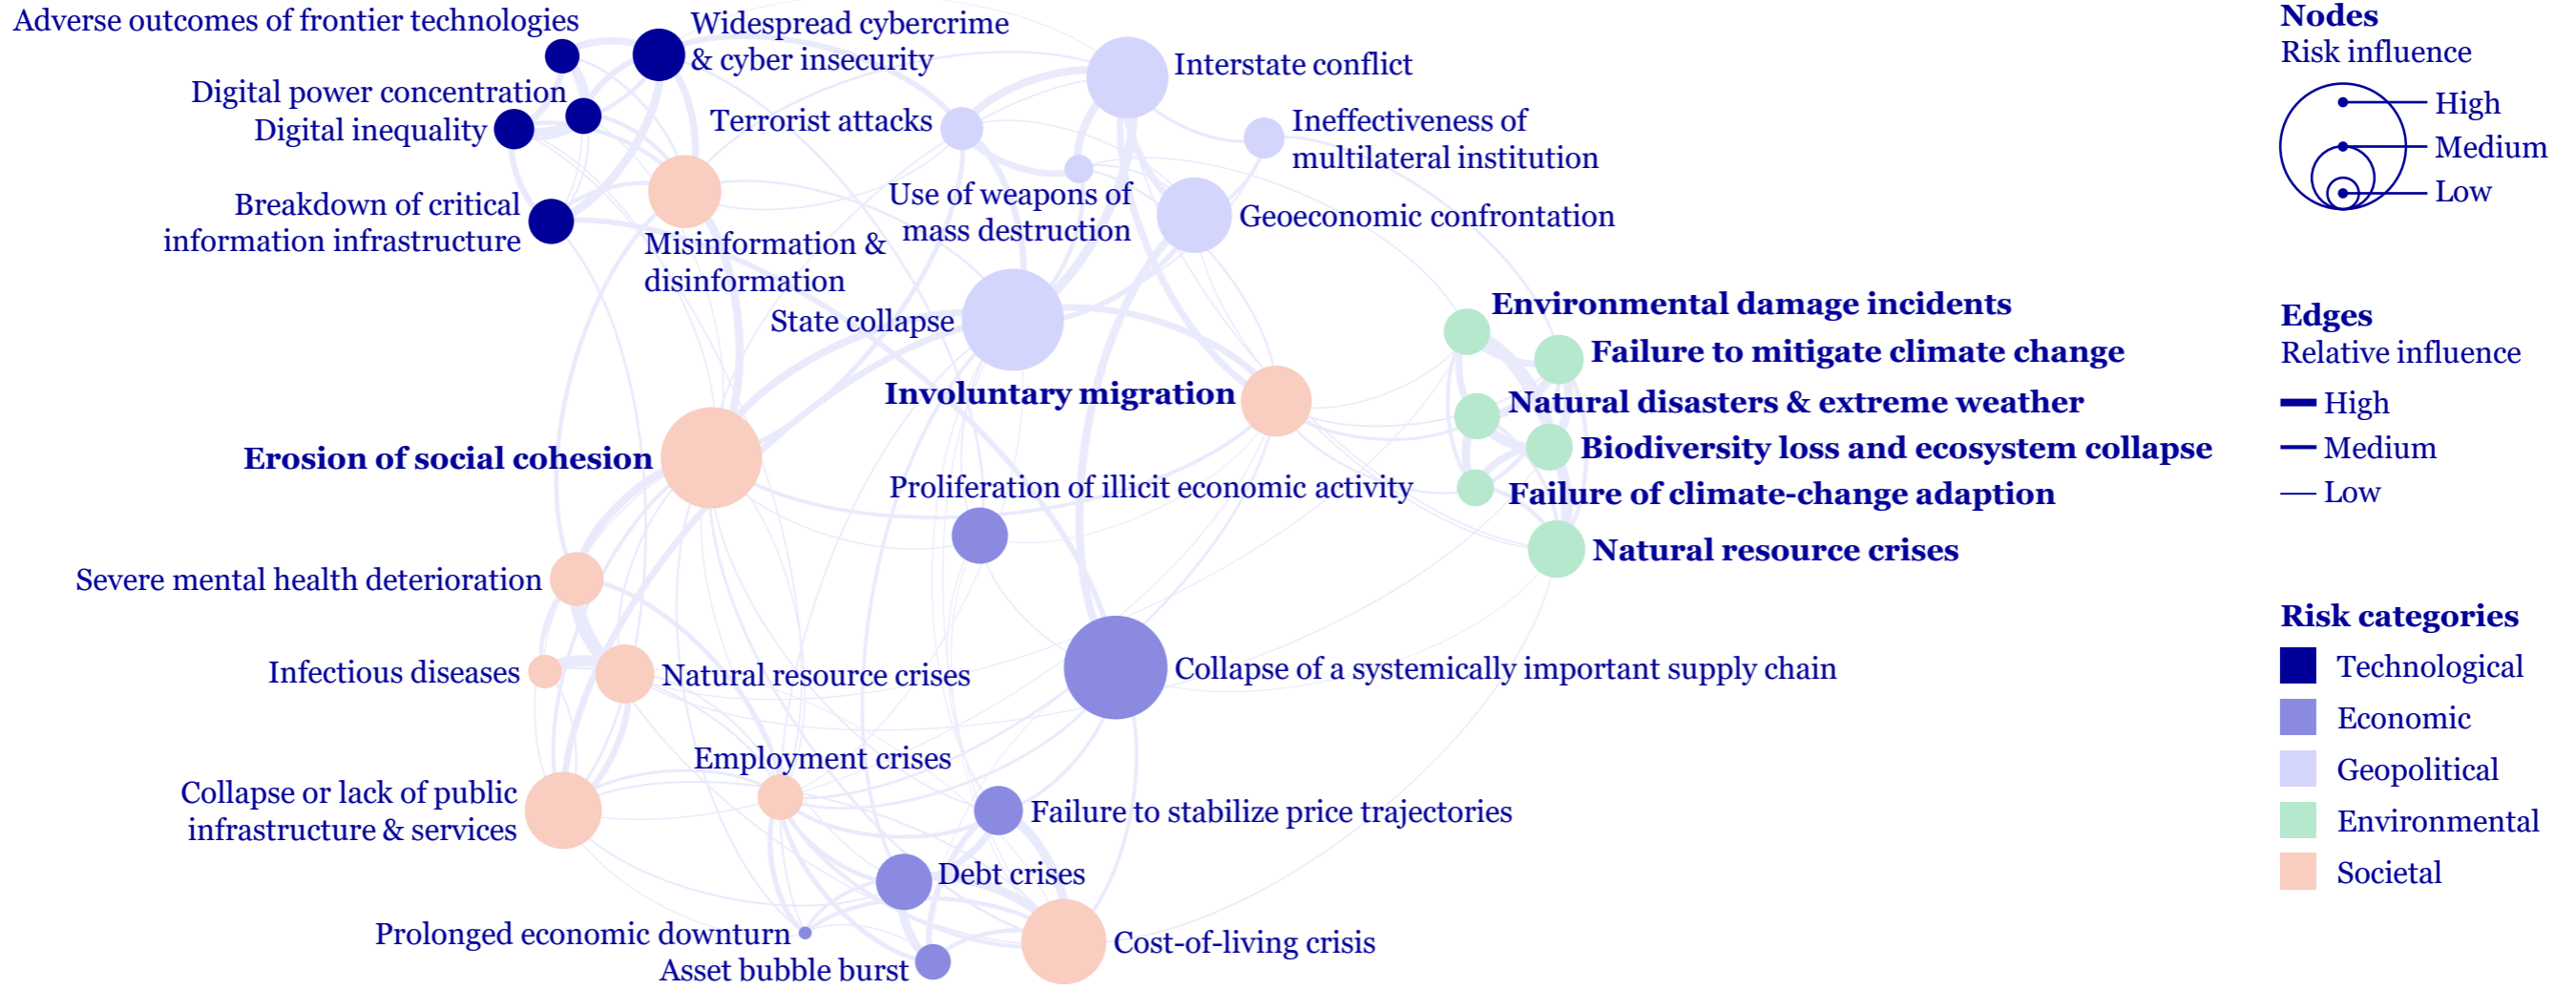 Adverse outcomes of frontier technologies
Widespread cybercrime
& cyber insecurity
Digital power concentration
Digital inequality
Breakdown of critical
information infrastructure
Misinformation &
disinformation
Terrorist attacks
Interstate conflict
Ineffectiveness of
multilateral institution
Use of weapons of
mass destruction
Geoeconomic confrontation
State collapse
Environmental damage incidents
Failure to mitigate climate change
Involuntary migration
Natural disasters & extreme weather
Biodiversity loss and ecosystem collapse
Failure of climate-change adaption
Natural resource crises
Erosion of social cohesion
Proliferation of illicit economic activity
Severe mental health deterioration
Infectious diseases
Natural resource crises
Collapse of a systemically important supply chain
Employment crises
Collapse or lack of public
infrastructure & services
Failure to stabilize price trajectories
Debt crises
Prolonged economic downturn
Asset bubble burst
Cost-of-living crisis
Nodes
Risk influence
High
Medium
Low
Edges
Relative influence
High
Medium
Low
Risk categories
Technological
Economic
Geopolitical
Environmental
Societal